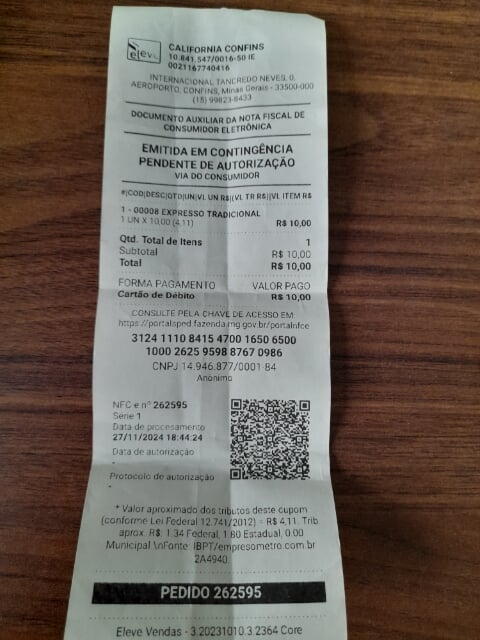 eleve
CALIFORNIA CONFINS
10.841.547/0016-50 IE
0021167740416
INTERNACIONAL TANCREDO NEVES, 0,
AEROPORTO, CONFINS, Minas Gerais - 33500-000
(15) 99823-8433
DOCUMENTO AUXILIAR DA NOTA FISCAL DE
CONSUMIDOR ELETRÔNICA
EMITIDA EM CONTINGÊNCIA
PENDENTE DE AUTORIZAÇÃO
VIA DO CONSUMIDOR
#|COD|DESC|QTD|UN|VL UN R$|(VL TR R$)|VL ITEM R$
1 - 00008 EXPRESSO TRADICIONAL
1 UN X 10,00 (4,11) R$ 10,00
Qtd. Total de Itens 1
Subtotal R$ 10,00
Total R$ 10,00
FORMA PAGAMENTO VALOR PAGO
Cartão de Débito R$ 10,00
CONSULTE PELA CHAVE DE ACESSO EM:
https://portalsped.fazenda.mg.gov.br/portalnfce
3124 1110 8415 4700 1650 6500
1000 2625 9598 8767 0986
CNPJ 14.946.877/0001 84
Anônimo
NFC e nº 262595
Série 1
Data de procesamento
27/11/2024 18:44:24
Data de autorização
-
Protocolo de autorização
-
* Valor aproximado dos tributos deste cupom
(conforme Lei Federal 12.741/2012) = R$ 4,11. Trib
aprox. R$: 1.34 Federal, 1.80 Estadual, 0.00
Municipal \nFonte: IBPT/empresometro.com.br
2A4940.
PEDIDO 262595
Eleve Vendas - 3.20231010.3.2364 Core